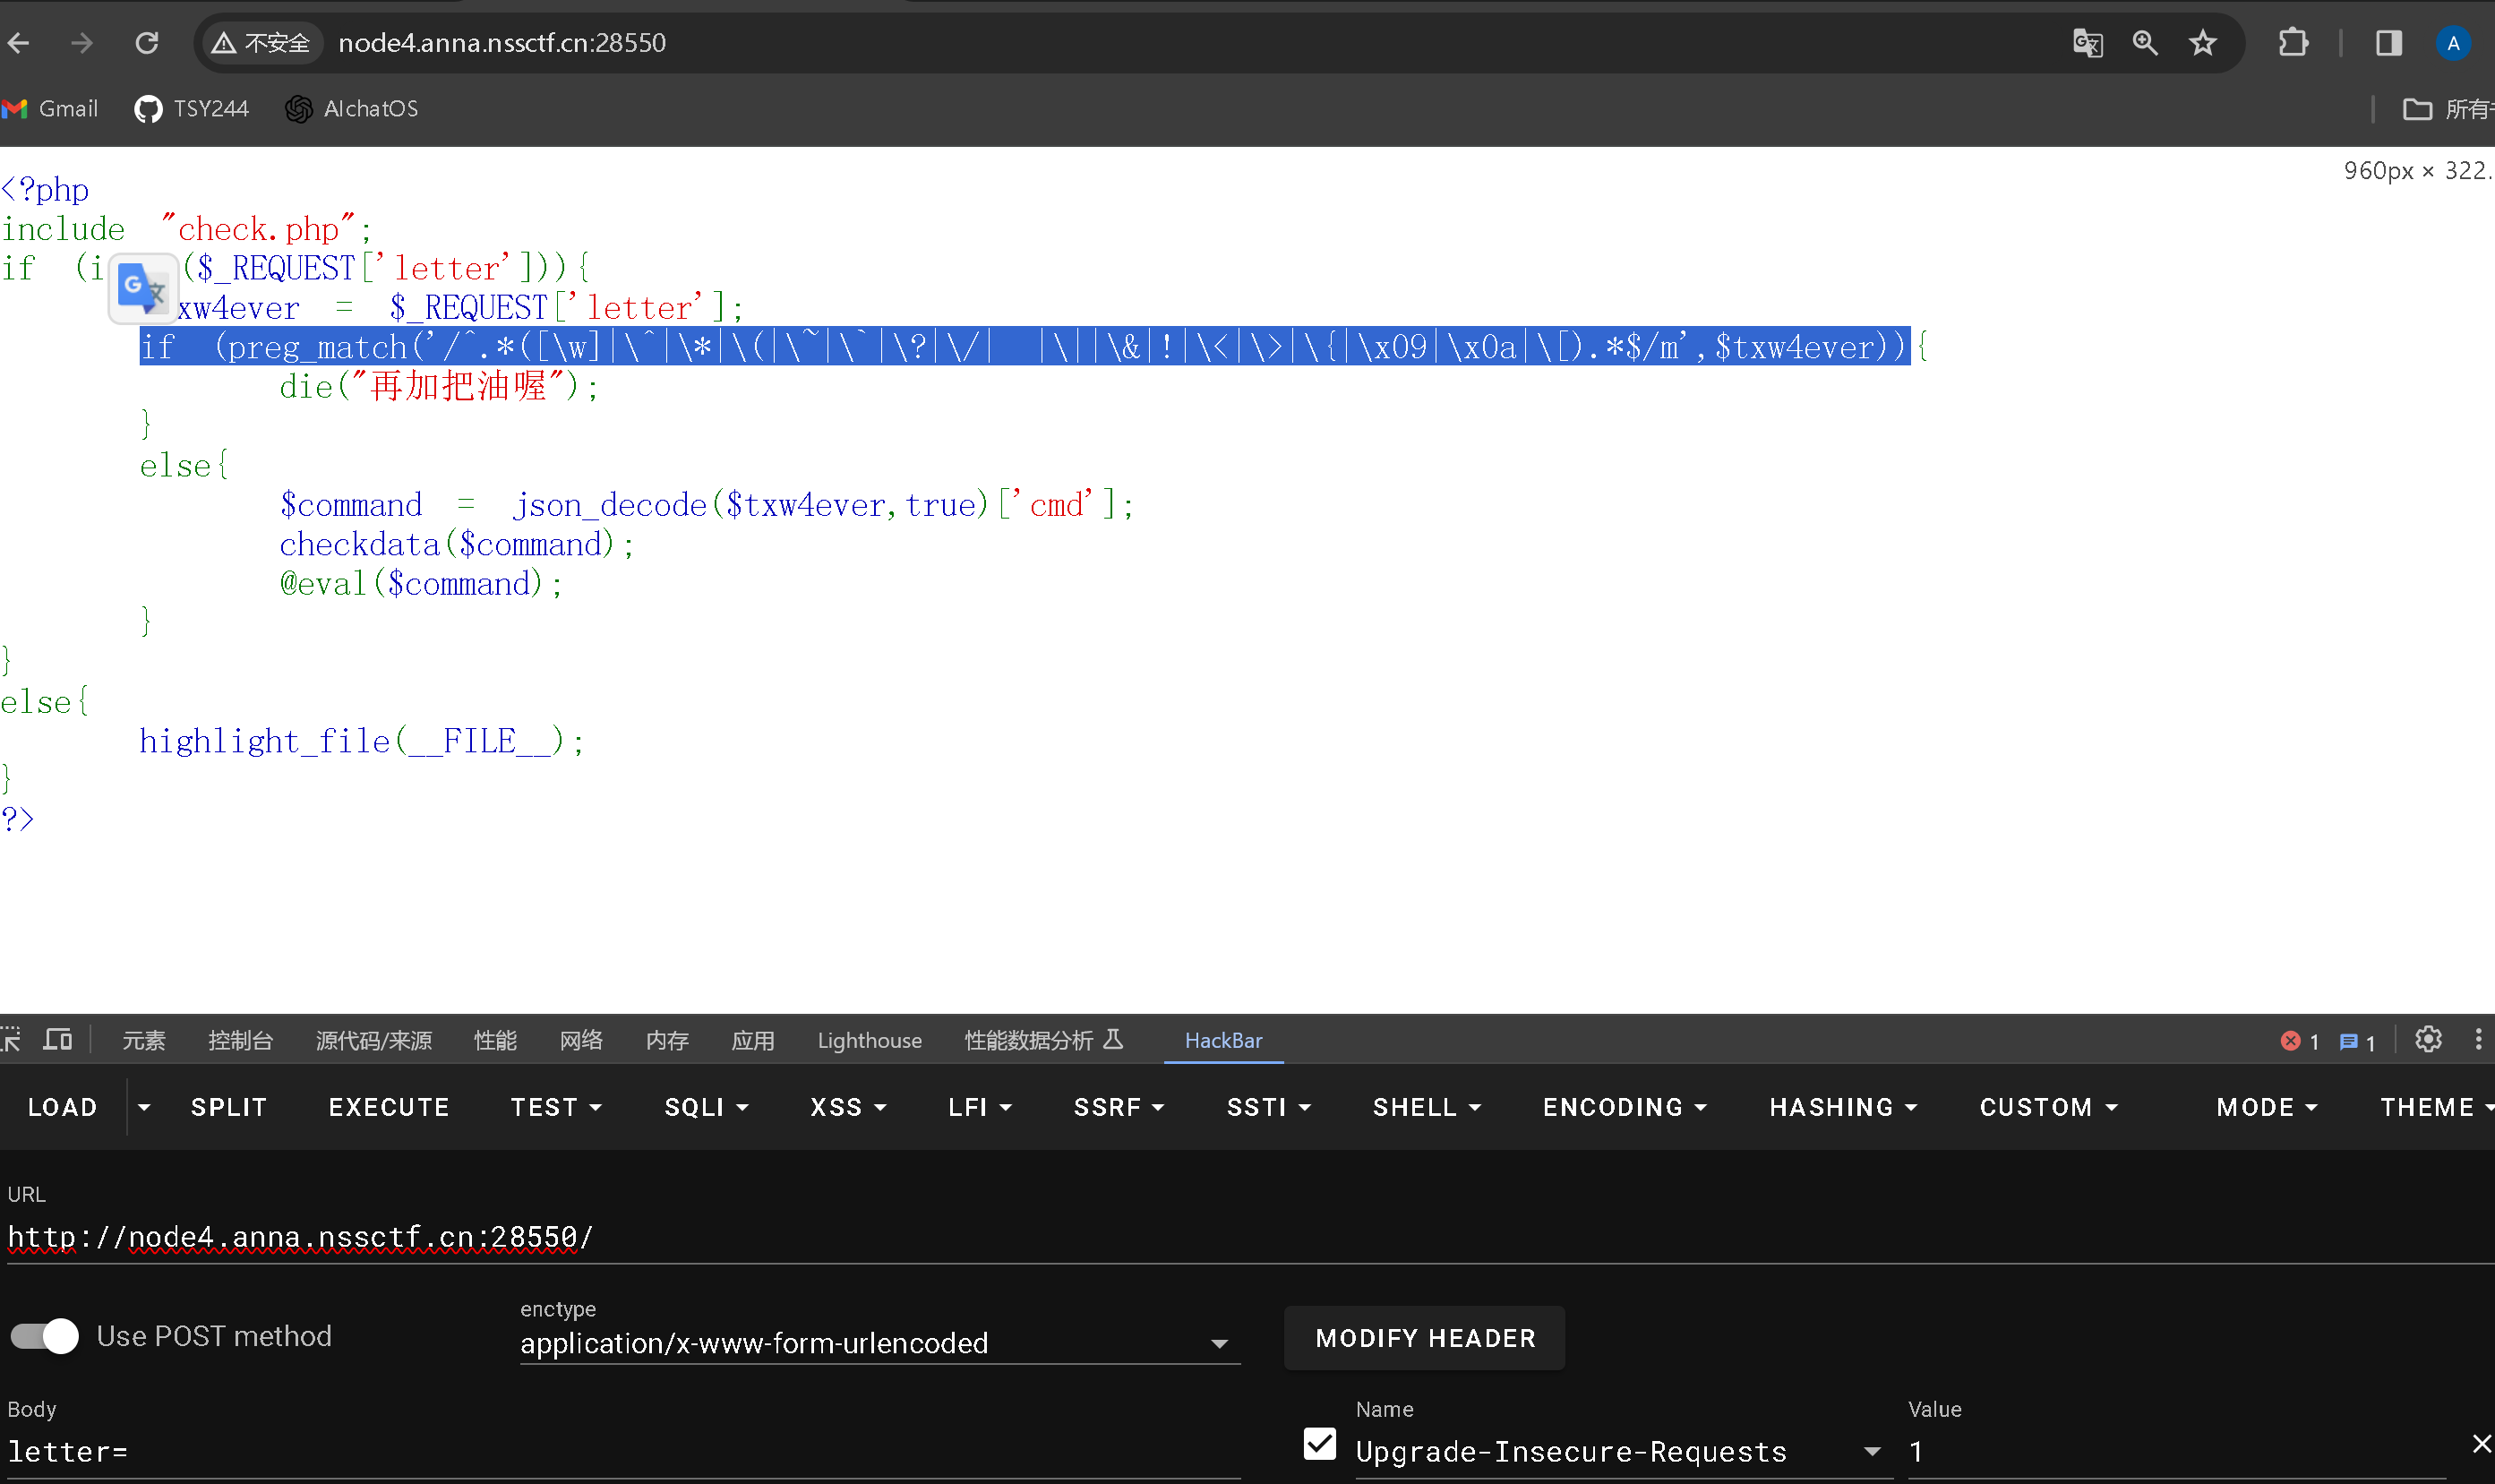 不安全 node4.anna.nssctf.cn:28550 A
Gmail TSY244 AIchatOS 所有
960px × 322.
<?php
include "check.php";
if (i ($_REQUEST['letter'])){
xw4ever = $_REQUEST['letter'];
if (preg_match('/^.*([\w]|\^|\*|\(|\~|\`|\?|\/| |\||\&|!|\<|\>|\{|\x09|\x0a|\[).*$/m',$txw4ever)){
die("再加把油喔");
}
else{
$command = json_decode($txw4ever,true)['cmd'];
checkdata($command);
@eval($command);
}
}
else{
highlight_file(__FILE__);
}
?>
元素 控制台 源代码/来源 性能 网络 内存 应用 Lighthouse 性能数据分析 HackBar 1 1
LOAD SPLIT EXECUTE TEST SQLI XSS LFI SSRF SSTI SHELL ENCODING HASHING CUSTOM MODE THEME
URL
http://node4.anna.nssctf.cn:28550/
Use POST method
enctype
application/x-www-form-urlencoded
MODIFY HEADER
Body
letter=
Name
Upgrade-Insecure-Requests
Value
1